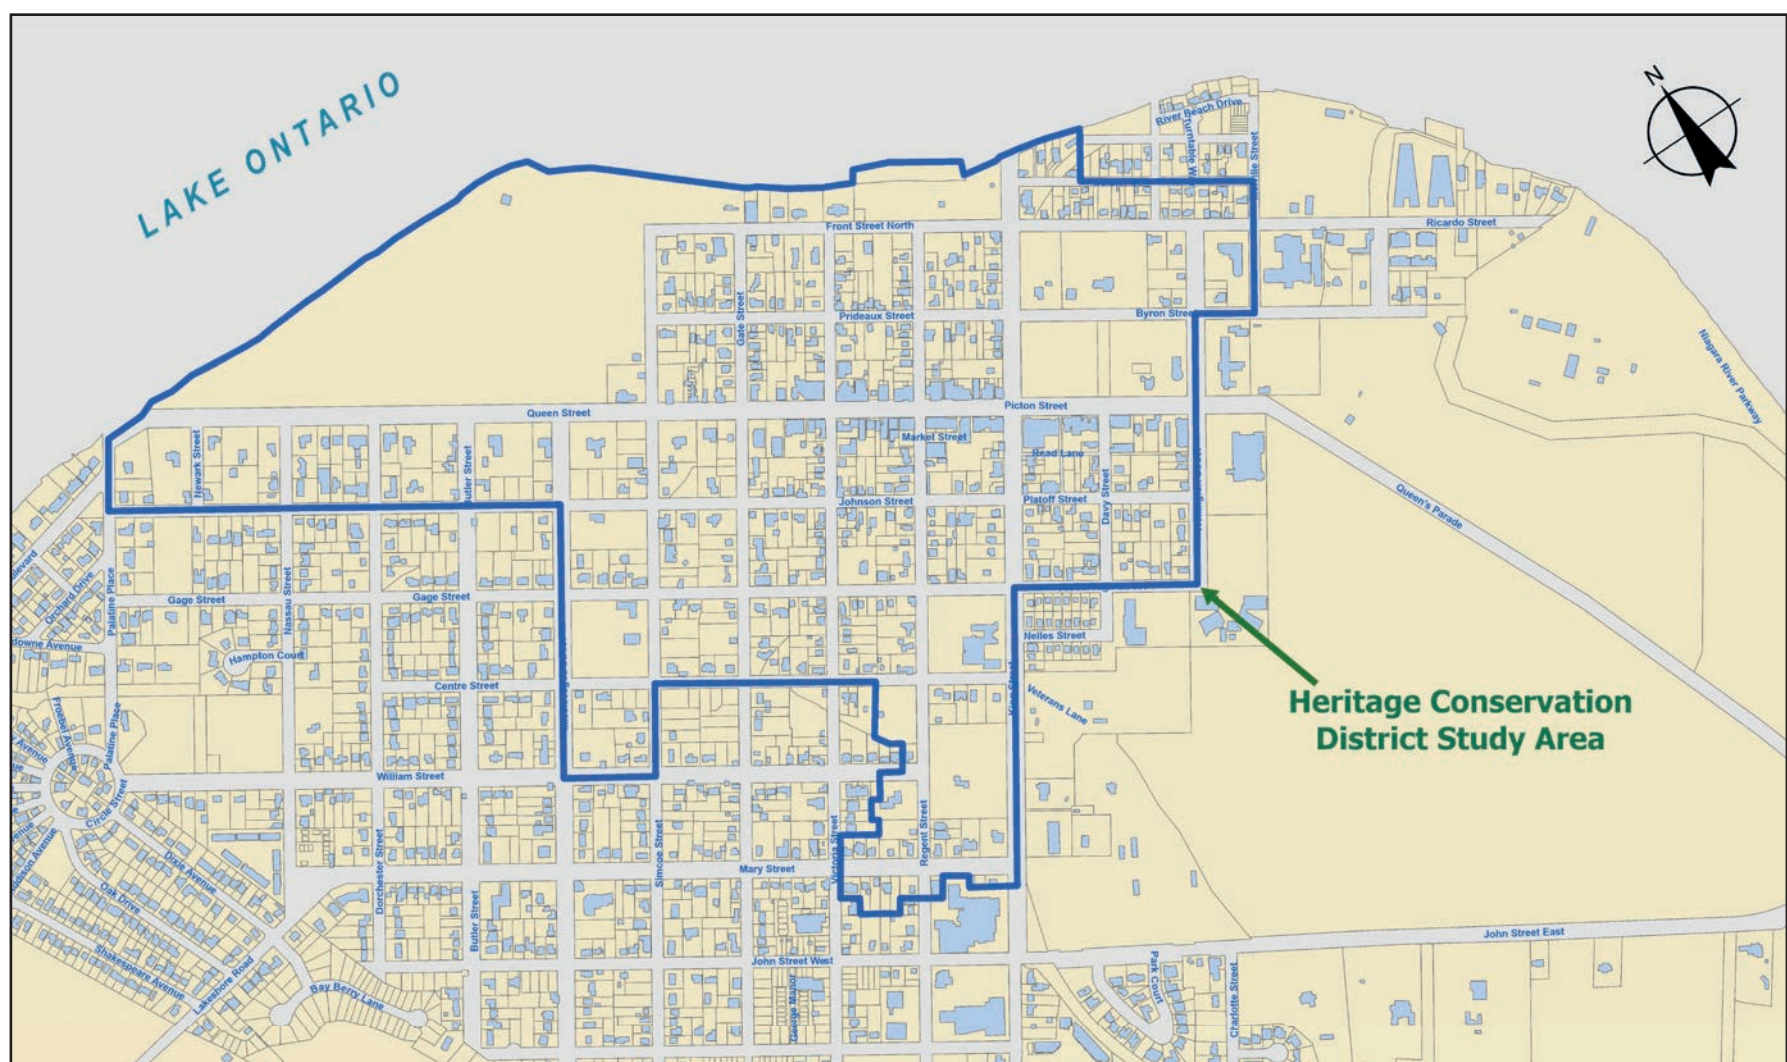 LAKE ONTARIO
N
River Beach Drive
Ricardo Street
Front Street North
Gate Street
Prideaux Street
Byron Street
Niagara River Parkway
Queen Street
Picton Street
Newark Street
Butler Street
Market Street
Read Lane
Johnson Street
Platoff Street
Davy Street
Queen's Parade
Orchard Drive
Palatine Place
Gage Street
Nassau Street
Gage Street
Nelles Street
Hampton Court
Centre Street
Veterans Lane
Heritage Conservation
District Study Area
Froebel Avenue
Palatine Place
William Street
Circle Street
Dixie Avenue
Oak Drive
Shakespeare Avenue
Lakeshore Road
Dorchester Street
Butler Street
Simcoe Street
Mary Street
Victoria Street
Regent Street
Bay Berry Lane
John Street West
George Manor
John Street East
Park Court
Charlotte Street